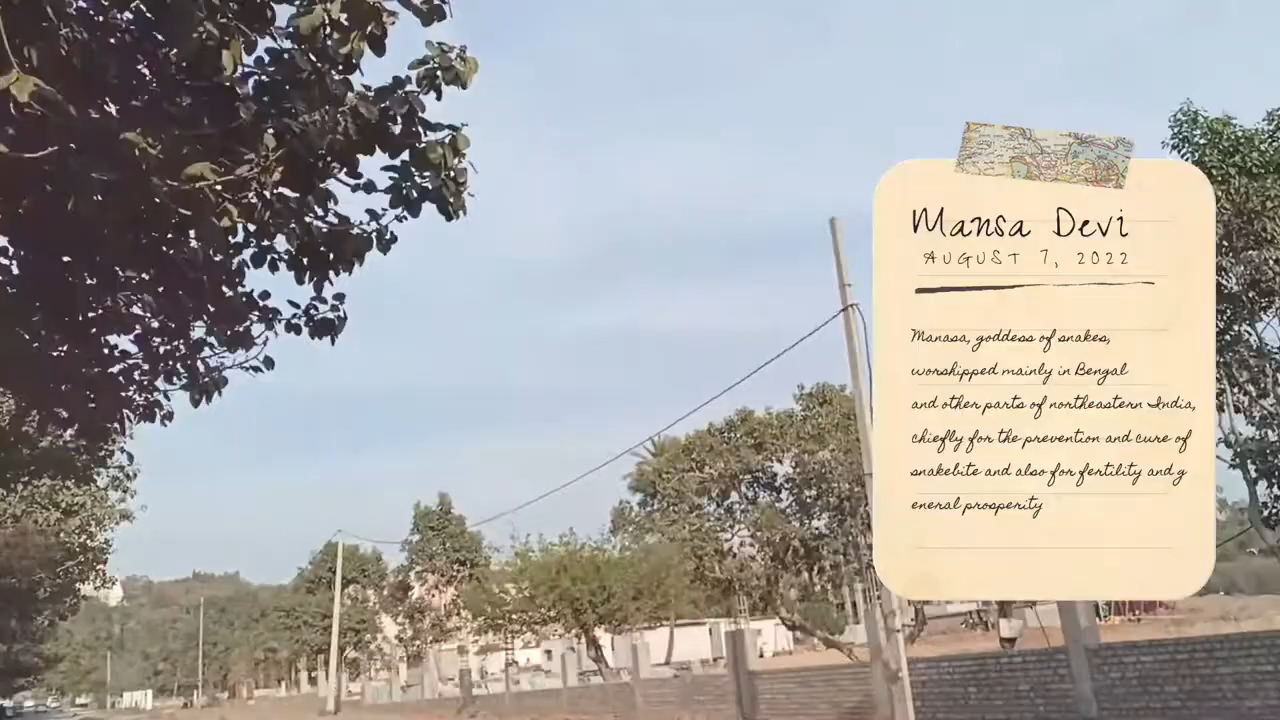 Mansa Devi
AUGUST 7, 2022
Manasa, goddess of snakes,
worshipped mainly in Bengal
and other parts of northeastern India,
chiefly for the prevention and cure of
snakebite and also for fertility and g
eneral prosperity